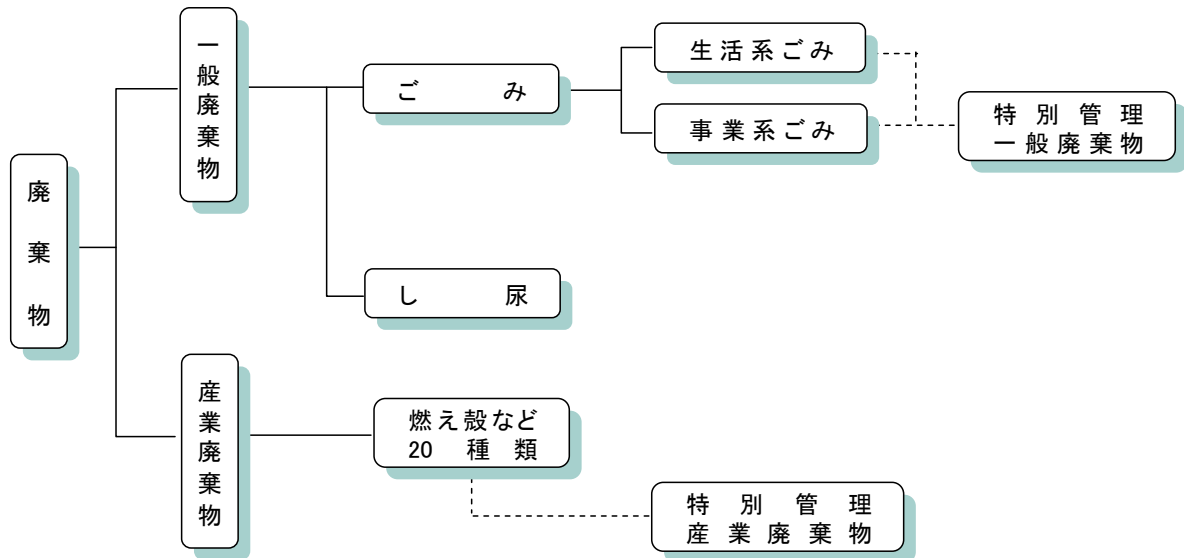 廃棄物
一般廃棄物
ごみ
生活系ごみ
事業系ごみ
特別管理
一般廃棄物
し尿
産業廃棄物
燃え殻など
20 種類
特別管理
産業廃棄物